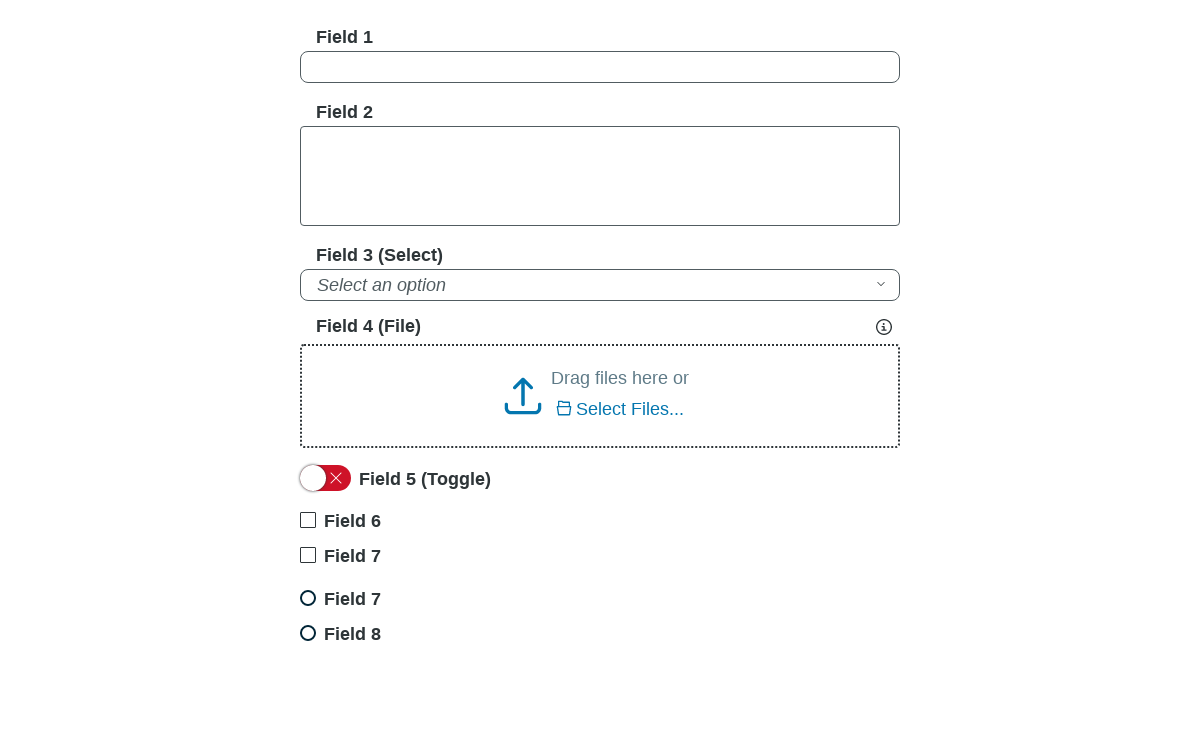 Field 1
Field 2
Field 3 (Select)
Select an option
Field 4 (File)
Drag files here or
Select Files...
Field 5 (Toggle)
Field 6
Field 7
Field 7
Field 8